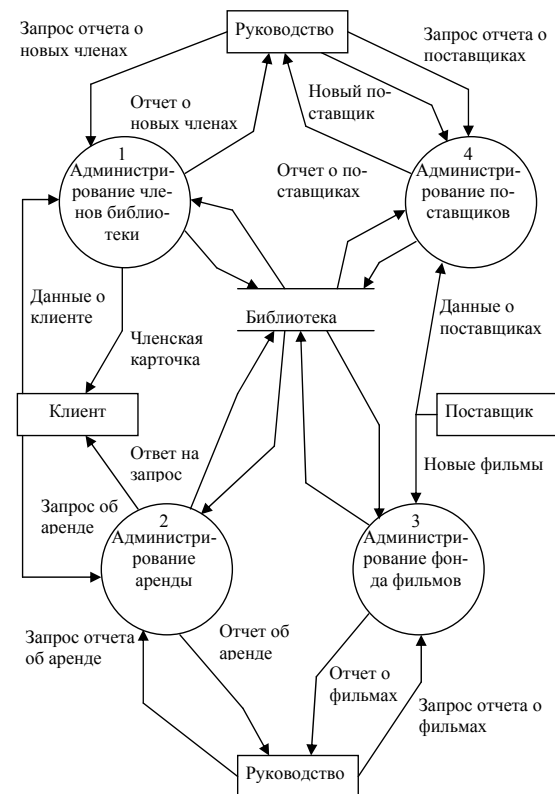 Запрос отчета о
новых членах
Руководство
Запрос отчета о
поставщиках
Отчет о
новых членах
Новый по-
ставщик
1
Администри-
рование чле-
нов библио-
теки
Отчет о по-
ставщиках
4
Администри-
рование по-
ставщиков
Данные о
клиенте
Членская
карточка
Библиотека
Данные о
поставщиках
Клиент
Поставщик
Ответ на
запрос
Новые фильмы
Запрос об
аренде
2
Администри-
рование
аренды
3
Администри-
рование фон-
да фильмов
Запрос отчета
об аренде
Отчет об
аренде
Отчет о
фильмах
Запрос отчета о
фильмах
Руководство